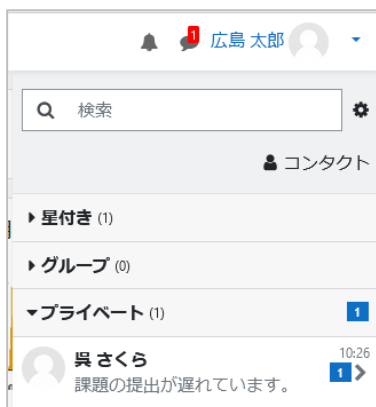 1 広島 太郎
検索
コンタクト
星付き (1)
グループ (0)
プライベート (1) 1
呉 さくら 10:26
課題の提出が遅れています。 1